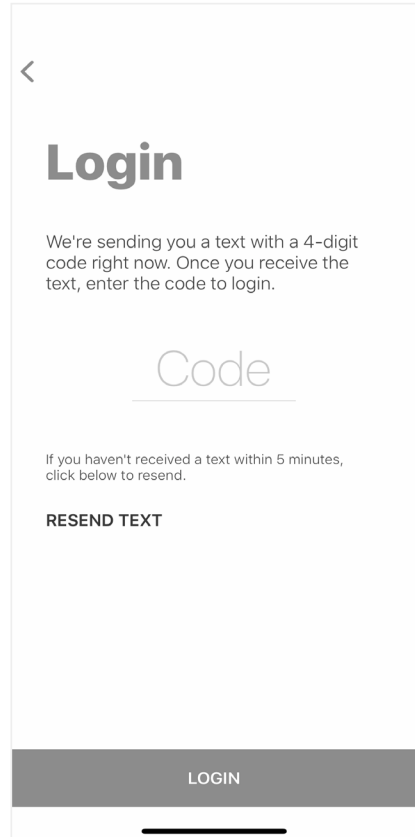 Login
We're sending you a text with a 4-digit
code right now. Once you receive the
text, enter the code to login.
Code
If you haven't received a text within 5 minutes,
click below to resend.
RESEND TEXT
LOGIN